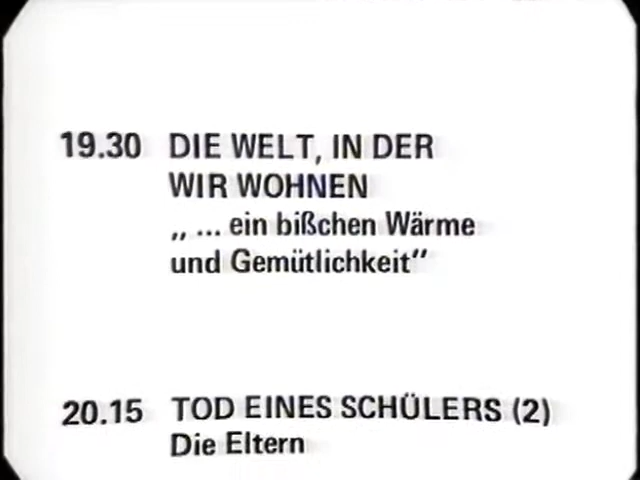 19.30 DIE WELT, IN DER
WIR WOHNEN
„ ... ein bißchen Wärme
und Gemütlichkeit”
20.15 TOD EINES SCHÜLERS (2)
Die Eltern